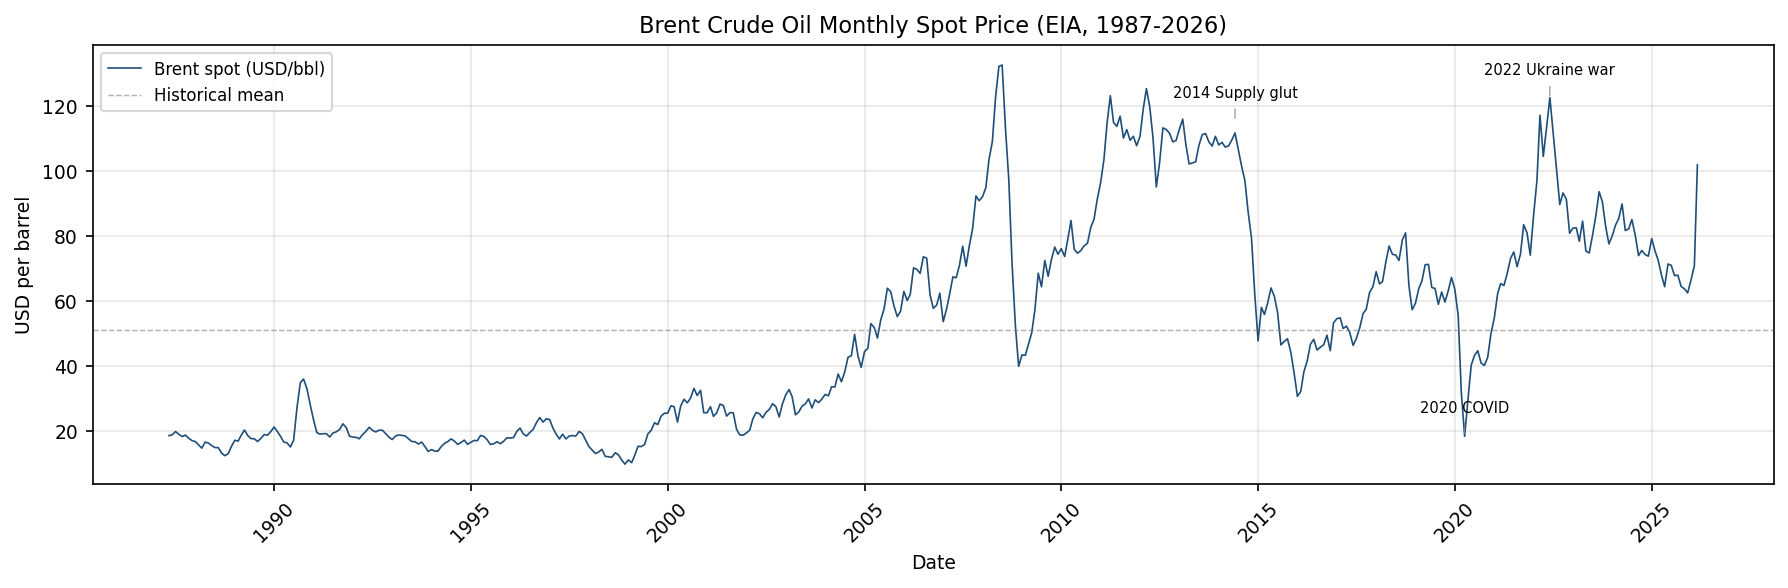 Brent Crude Oil Monthly Spot Price (EIA, 1987-2026)
Brent spot (USD/bbl)
Historical mean
2022 Ukraine war
2014 Supply glut
2020 COVID
USD per barrel
120
100
80
60
40
20
1990
1995
2000
2005
2010
2015
2020
2025
Date